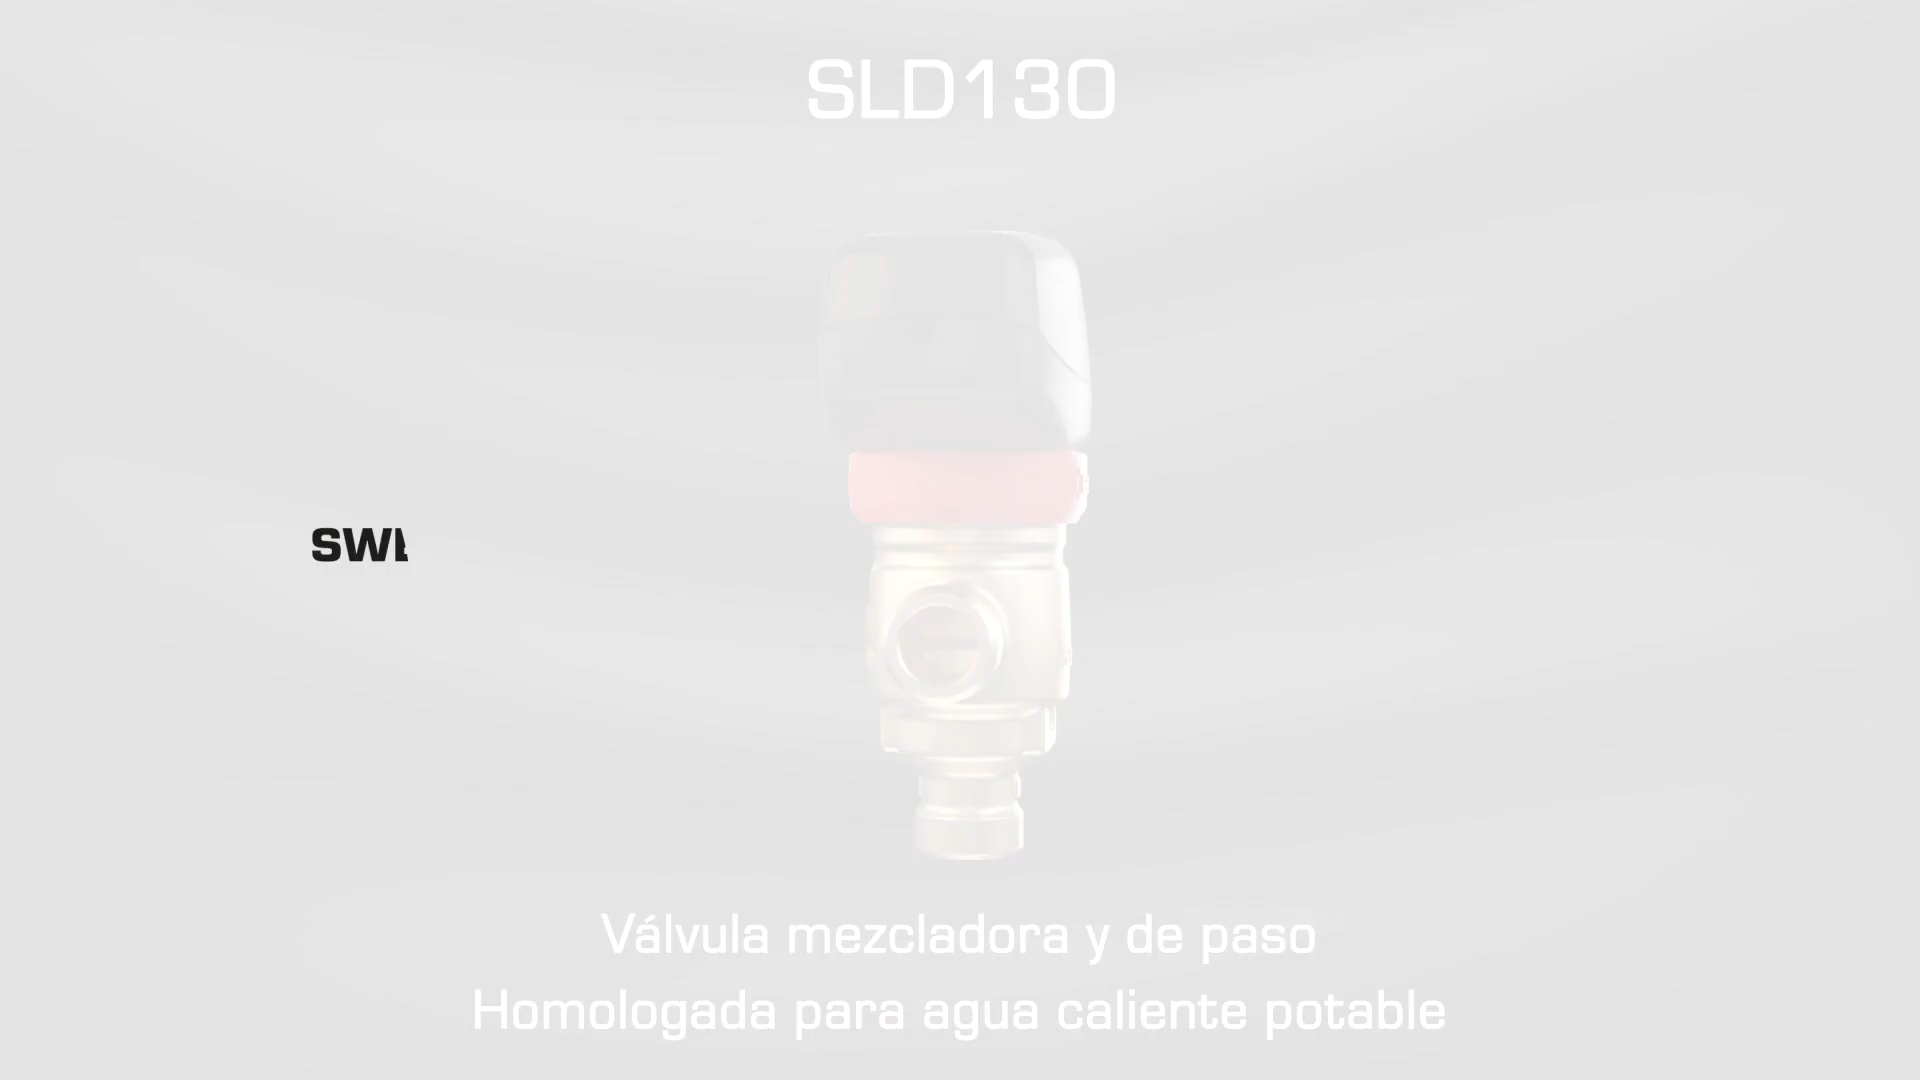 SLD130
Válvula mezcladora y de paso
Homologada para agua caliente potable